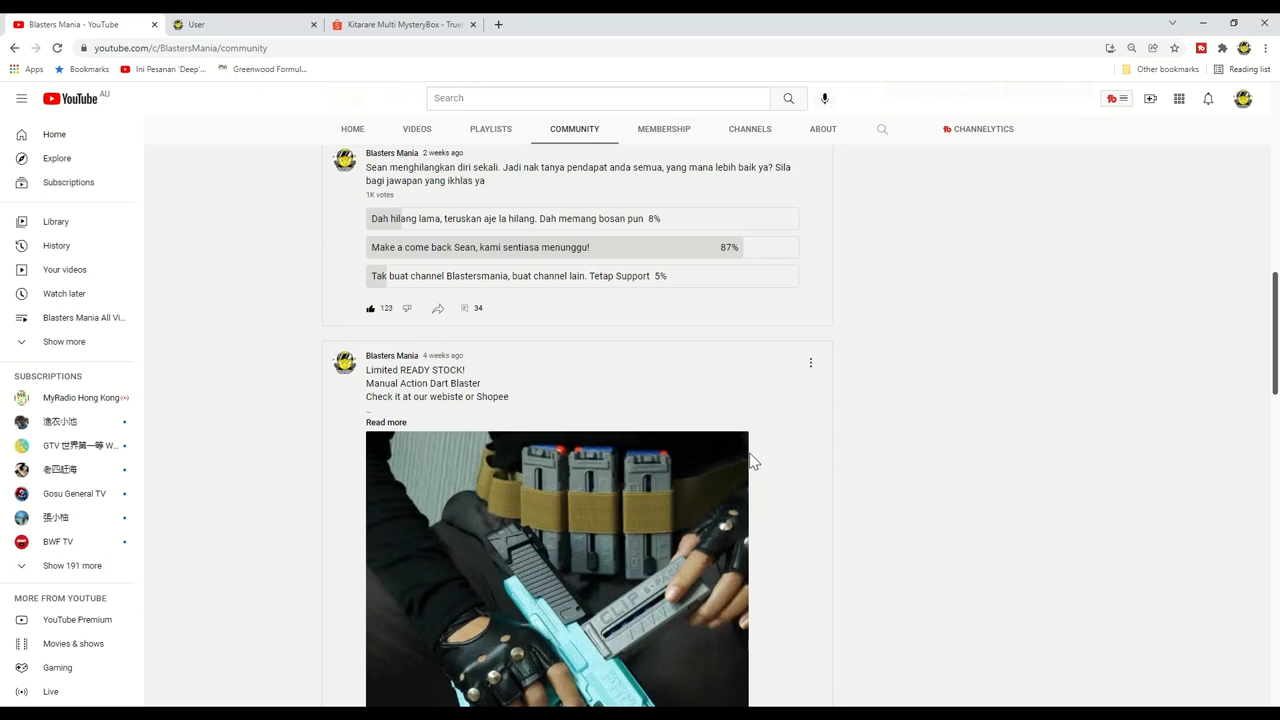 Blasters Mania - YouTube
User
Kitarare Multi MysteryBox - True
youtube.com/c/BlastersMania/community
Apps
Bookmarks
Ini Pesanan 'Deep'...
Greenwood Formul...
Other bookmarks
Reading list
YouTube AU
Search
HOME
VIDEOS
PLAYLISTS
COMMUNITY
MEMBERSHIP
CHANNELS
ABOUT
CHANNELYTICS
Home
Explore
Subscriptions
Library
History
Your videos
Watch later
Blasters Mania All Vi...
Show more
SUBSCRIPTIONS
MyRadio Hong Kong
渔农小池
GTV 世界第一等 W...
老四赶海
Gosu General TV
張小柚
BWF TV
Show 191 more
MORE FROM YOUTUBE
YouTube Premium
Movies & shows
Gaming
Live
Blasters Mania 2 weeks ago
Sean menghilangkan diri sekali. Jadi nak tanya pendapat anda semua, yang mana lebih baik ya? Sila
bagi jawapan yang ikhlas ya
1K votes
Dah hilang lama, teruskan aje la hilang. Dah memang bosan pun 8%
Make a come back Sean, kami sentiasa menunggu! 87%
Tak buat channel Blastersmania, buat channel lain. Tetap Support 5%
123
34
Blasters Mania 4 weeks ago
Limited READY STOCK!
Manual Action Dart Blaster
Check it at our webiste or Shopee
...
Read more
CLIP